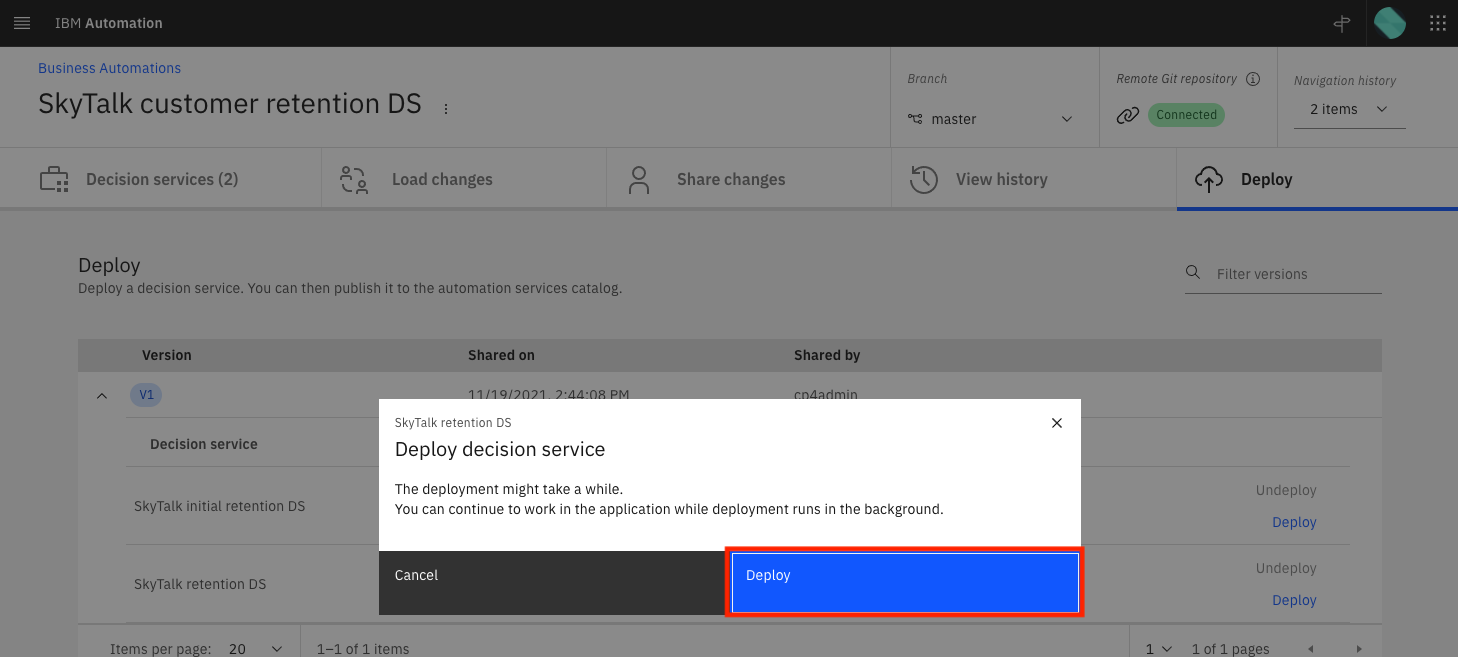 IBM Automation
Business Automations
SkyTalk customer retention DS
Branch
master
Remote Git repository
Connected
Navigation history
2 items
Decision services (2)
Load changes
Share changes
View history
Deploy
Deploy
Deploy a decision service. You can then publish it to the automation services catalog.
Filter versions
Version Shared on Shared by
V1 11/19/2021, 2:44:08 PM cp4admin
Decision service
SkyTalk initial retention DS
Undeploy
Deploy
SkyTalk retention DS
Undeploy
Deploy
SkyTalk retention DS
Deploy decision service
The deployment might take a while.
You can continue to work in the application while deployment runs in the background.
Cancel
Deploy
Items per page: 20 1–1 of 1 items 1 1 of 1 pages